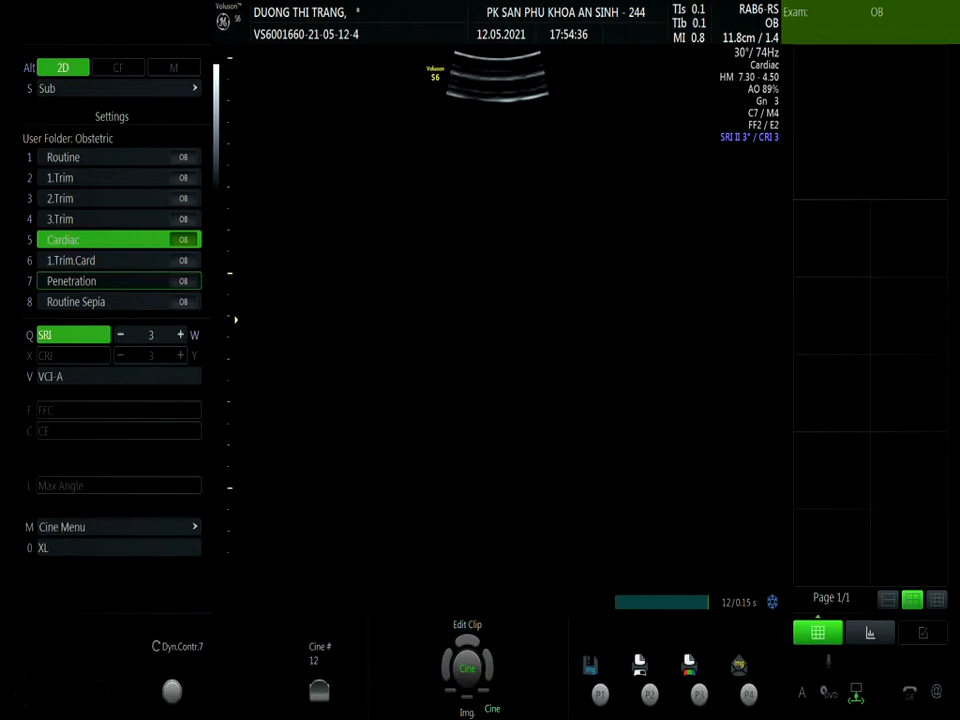 Voluson™
S6
DUONG THI TRANG, *
PK SAN PHU KHOA AN SINH - 244
VS6001660-21-05-12-4
12.05.2021
17:54:36
TIs 0.1
TIb 0.1
MI 0.8
RAB6-RS
OB
11.8cm / 1.4
30°/ 74Hz
Cardiac
HM 7.30 - 4.50
AO 89%
Gn 3
C7 / M4
FF2 / E2
SRI II 3* / CRI 3
Exam: OB
Voluson
S6
Alt 2D CF M
S Sub >
Settings
User Folder: Obstetric
1 Routine OB
2 1.Trim OB
3 2.Trim OB
4 3.Trim OB
5 Cardiac OB
6 1.Trim.Card OB
7 Penetration OB
8 Routine Sepia OB
Q SRI − 3 + W
X CRI − 3 + Y
V VCI-A
F FFC
C CE
L Max Angle
M Cine Menu >
0 XL
12/0.15 s
Page 1/1
C Dyn.Contr.7
Cine #
12
Edit Clip
Cine
Img.
Cine
Img
P1 P2 P3 P4
A DVD GE @